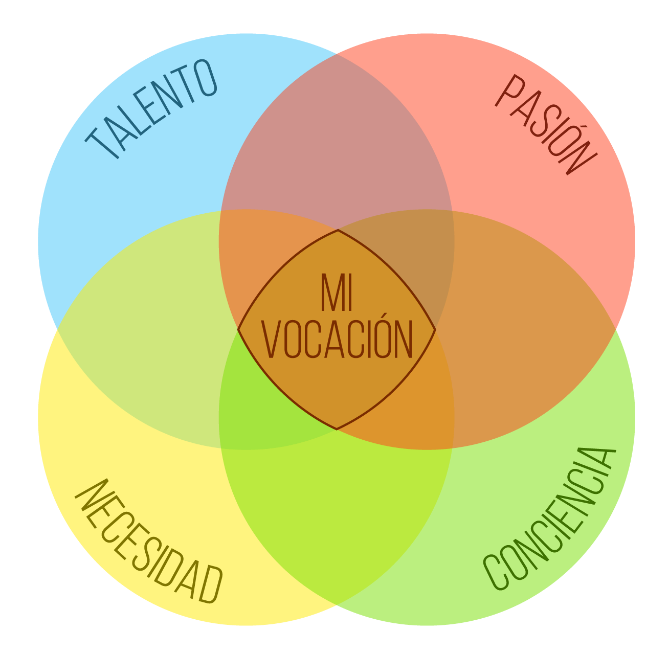 TALENTO
PASIÓN
MI
VOCACIÓN
NECESIDAD
CONCIENCIA